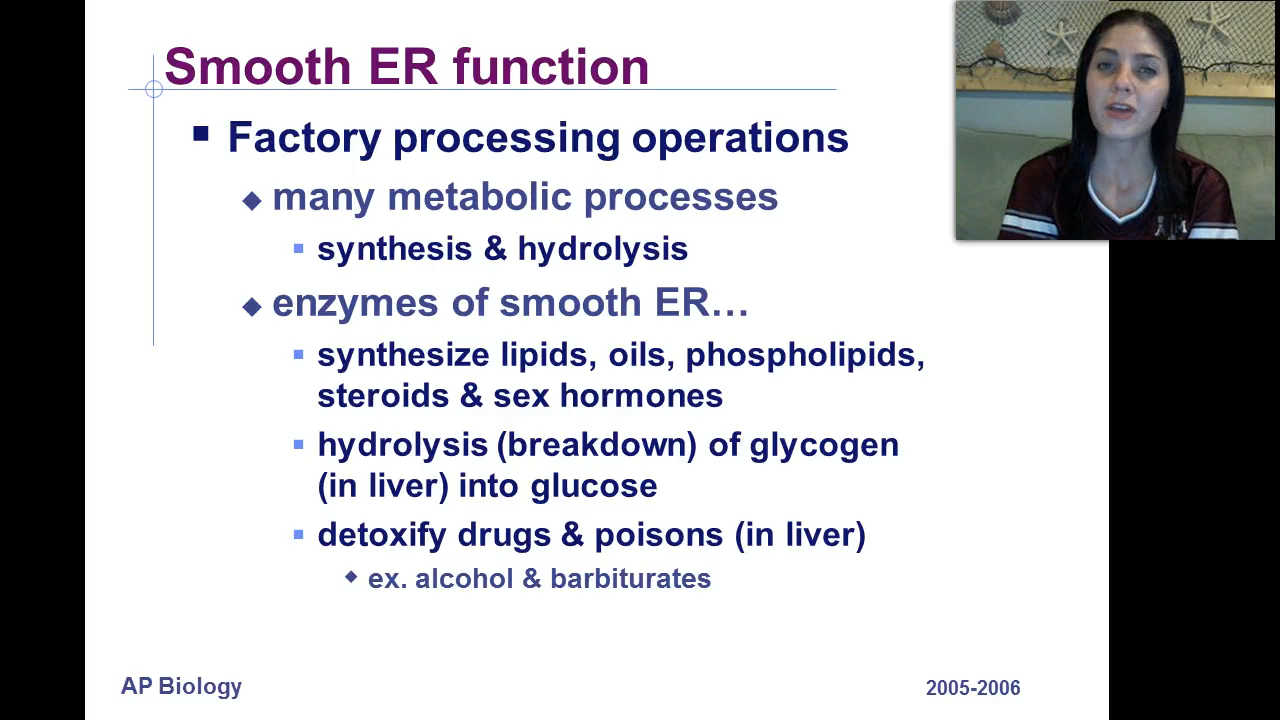 Smooth ER function
Factory processing operations
many metabolic processes
synthesis & hydrolysis
enzymes of smooth ER…
synthesize lipids, oils, phospholipids,
steroids & sex hormones
hydrolysis (breakdown) of glycogen
(in liver) into glucose
detoxify drugs & poisons (in liver)
ex. alcohol & barbiturates
AP Biology
2005-2006